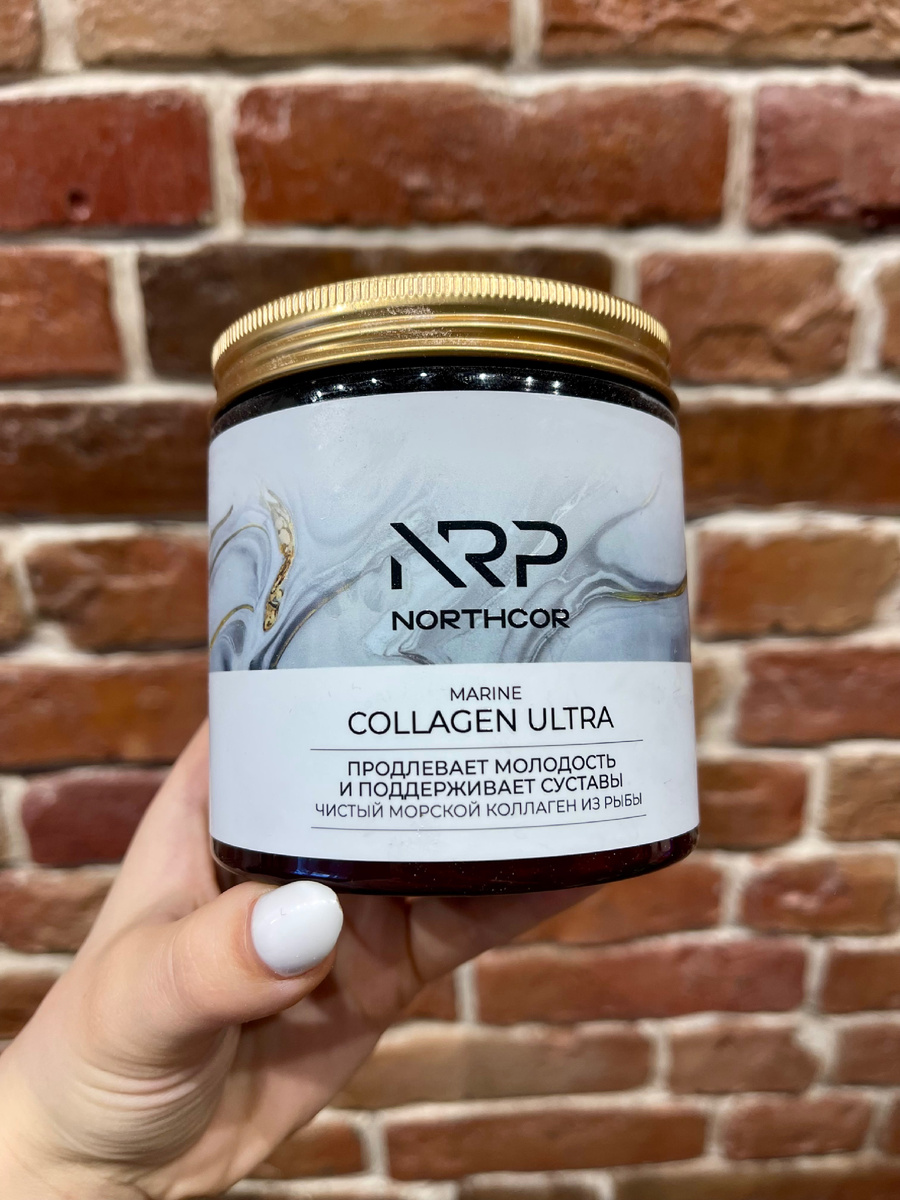 NRP
NORTHCOR
MARINE
COLLAGEN ULTRA
ПРОДЛЕВАЕТ МОЛОДОСТЬ
И ПОДДЕРЖИВАЕТ СУСТАВЫ
ЧИСТЫЙ МОРСКОЙ КОЛЛАГЕН ИЗ РЫБЫ